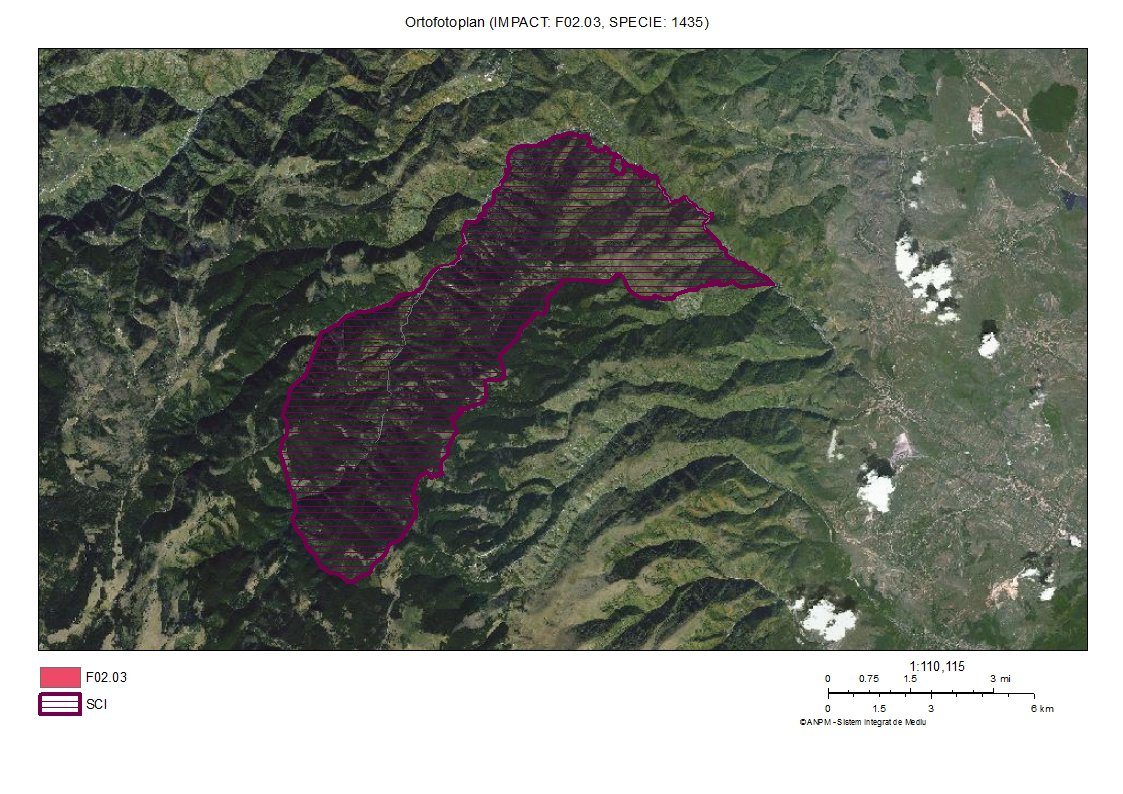 Ortofotoplan (IMPACT: F02.03, SPECIE: 1435)
F02.03
SCI
1:110,115
0 0.75 1.5 3 mi
0 1.5 3 6 km
©ANPM - Sistem Integrat de Mediu